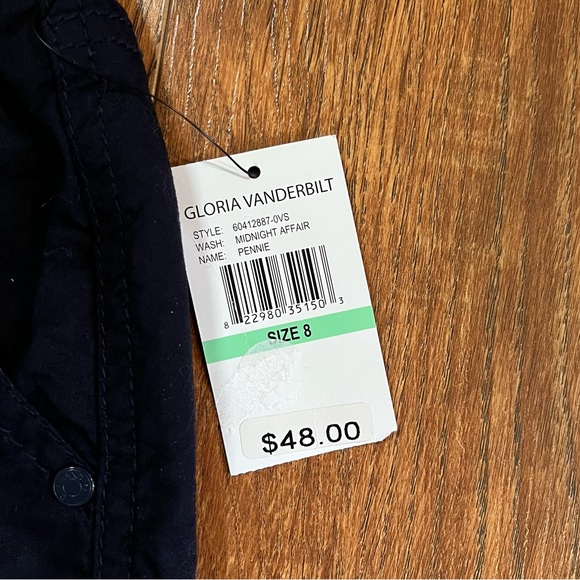 GLORIA VANDERBILT
STYLE: 60412887-0VS
WASH: MIDNIGHT AFFAIR
NAME: PENNIE
8 22980 35150 3
SIZE 8
$48.00